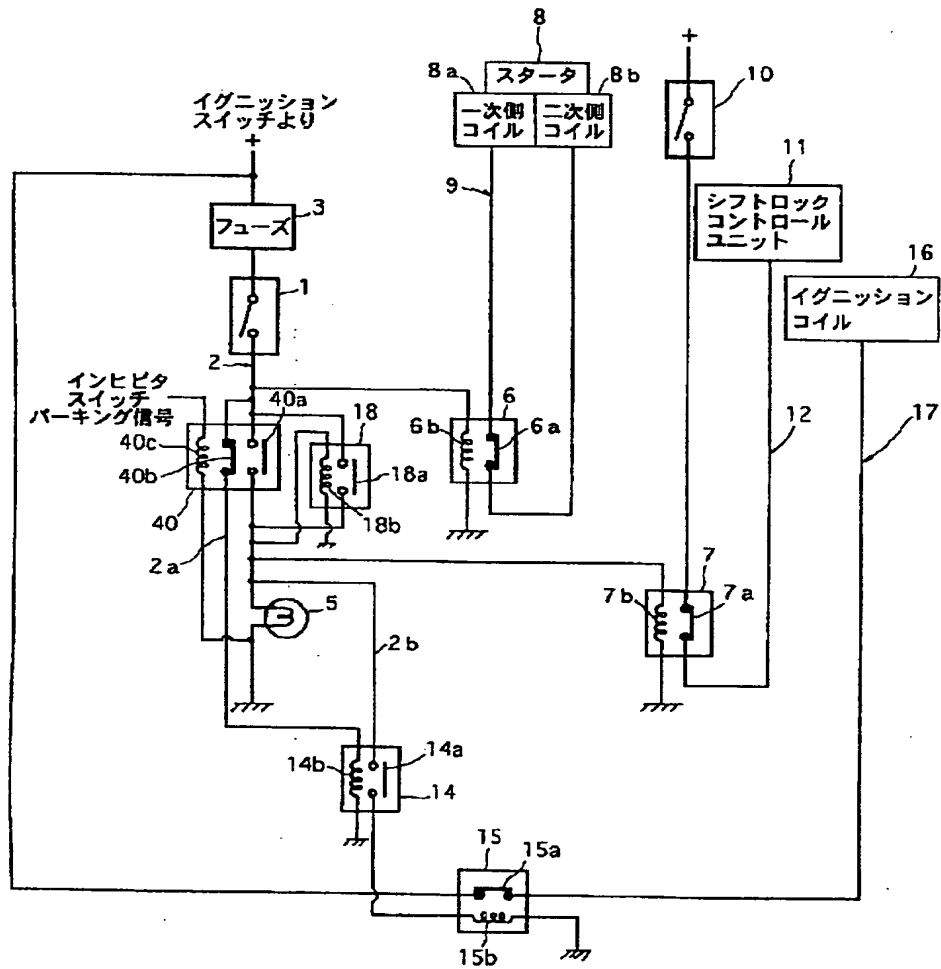 8
8a
スタータ
8b
+
10
イグニッション
スイッチより
+
一次側
コイル
二次側
コイル
11
3
フューズ
9
シフトロック
コントロール
ユニット
16
1
イグニッション
コイル
2
インヒビタ
スイッチ
パーキング信号
40a
18
6
6b
6a
12
17
40c
40b
18a
18b
40
2a
7
7b
7a
5
2b
14a
14b
14
15
15a
15b